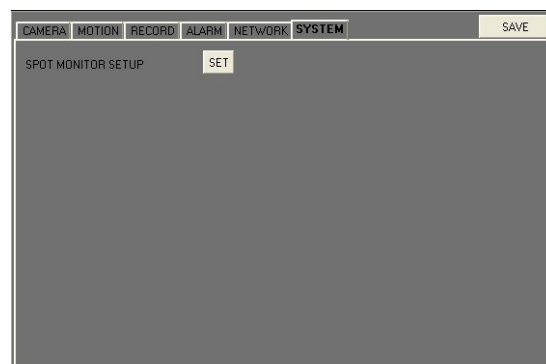 CAMERA MOTION RECORD ALARM NETWORK SYSTEM SAVE
SPOT MONITOR SETUP SET